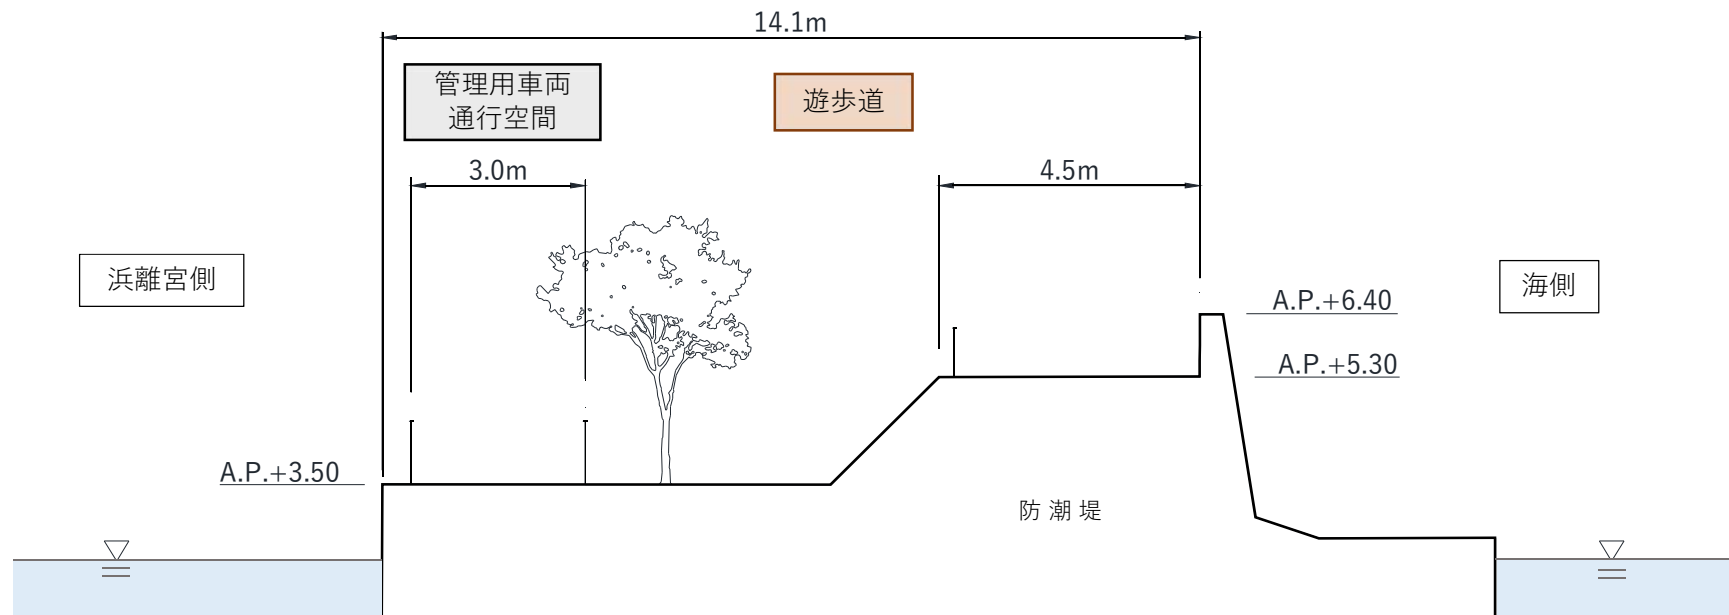 14.1m
管理用車両
通行空間
遊歩道
3.0m
4.5m
浜離宮側
海側
A.P.+6.40
A.P.+5.30
A.P.+3.50
防潮堤